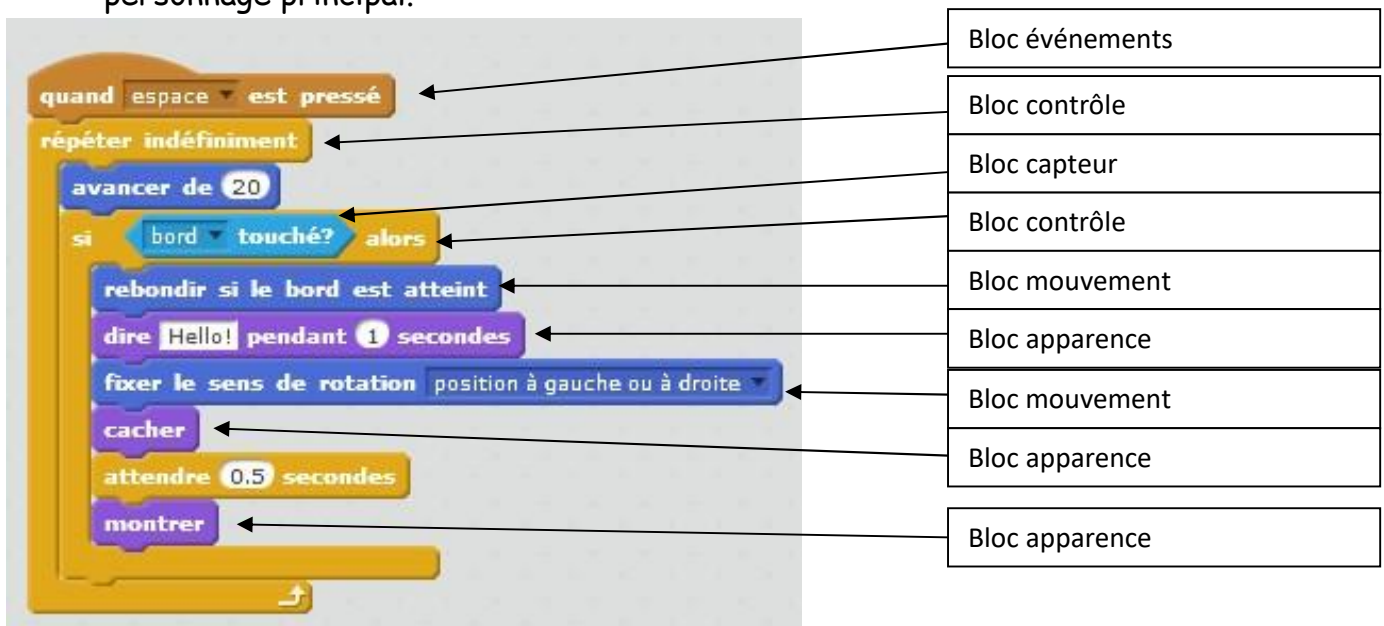 personnage principal.
Bloc événements
quand espace est pressé
Bloc contrôle
répéter indéfiniment
Bloc capteur
avancer de 20
Bloc contrôle
si bord touché? alors
Bloc mouvement
rebondir si le bord est atteint
Bloc apparence
dire Hello! pendant 1 secondes
Bloc mouvement
fixer le sens de rotation position à gauche ou à droite
Bloc apparence
cacher
attendre 0.5 secondes
montrer
Bloc apparence